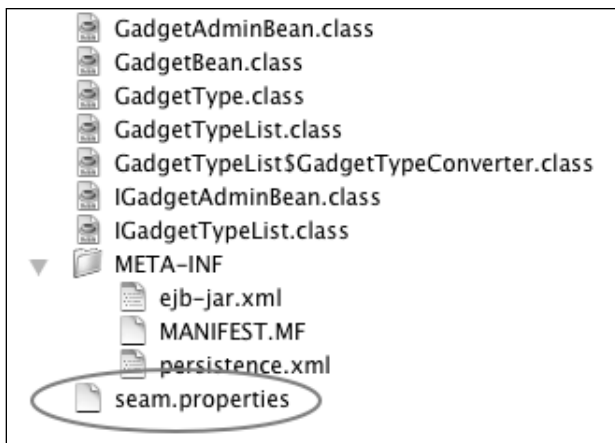 GadgetAdminBean.class
GadgetBean.class
GadgetType.class
GadgetTypeList.class
GadgetTypeList$GadgetTypeConverter.class
IGadgetAdminBean.class
IGadgetTypeList.class
META-INF
ejb-jar.xml
MANIFEST.MF
persistence.xml
seam.properties